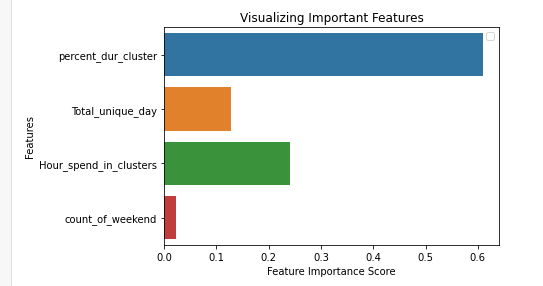 Visualizing Important Features
percent_dur_cluster
Total_unique_day
Hour_spend_in_clusters
count_of_weekend
Features
0.0 0.1 0.2 0.3 0.4 0.5 0.6
Feature Importance Score